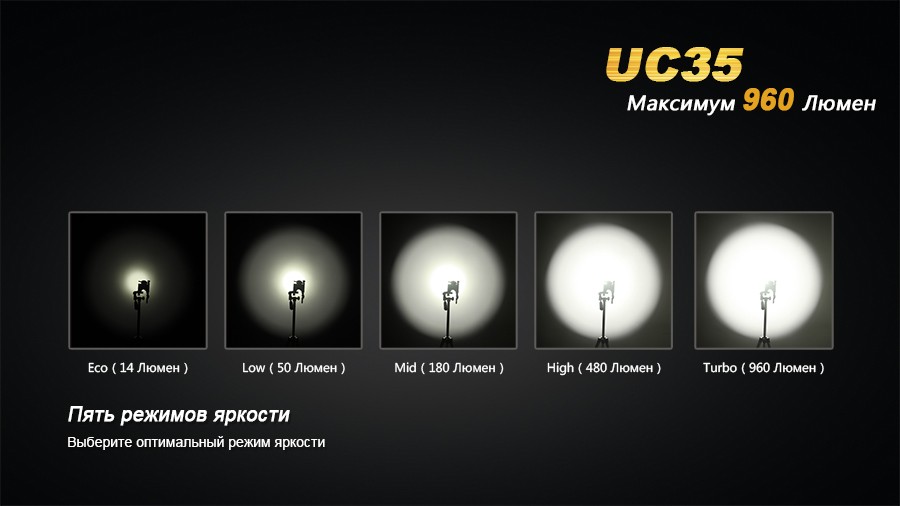 UC35
Максимум 960 Люмен
Eco ( 14 Люмен )
Low ( 50 Люмен )
Mid ( 180 Люмен )
High ( 480 Люмен )
Turbo ( 960 Люмен )
Пять режимов яркости
Выберите оптимальный режим яркости